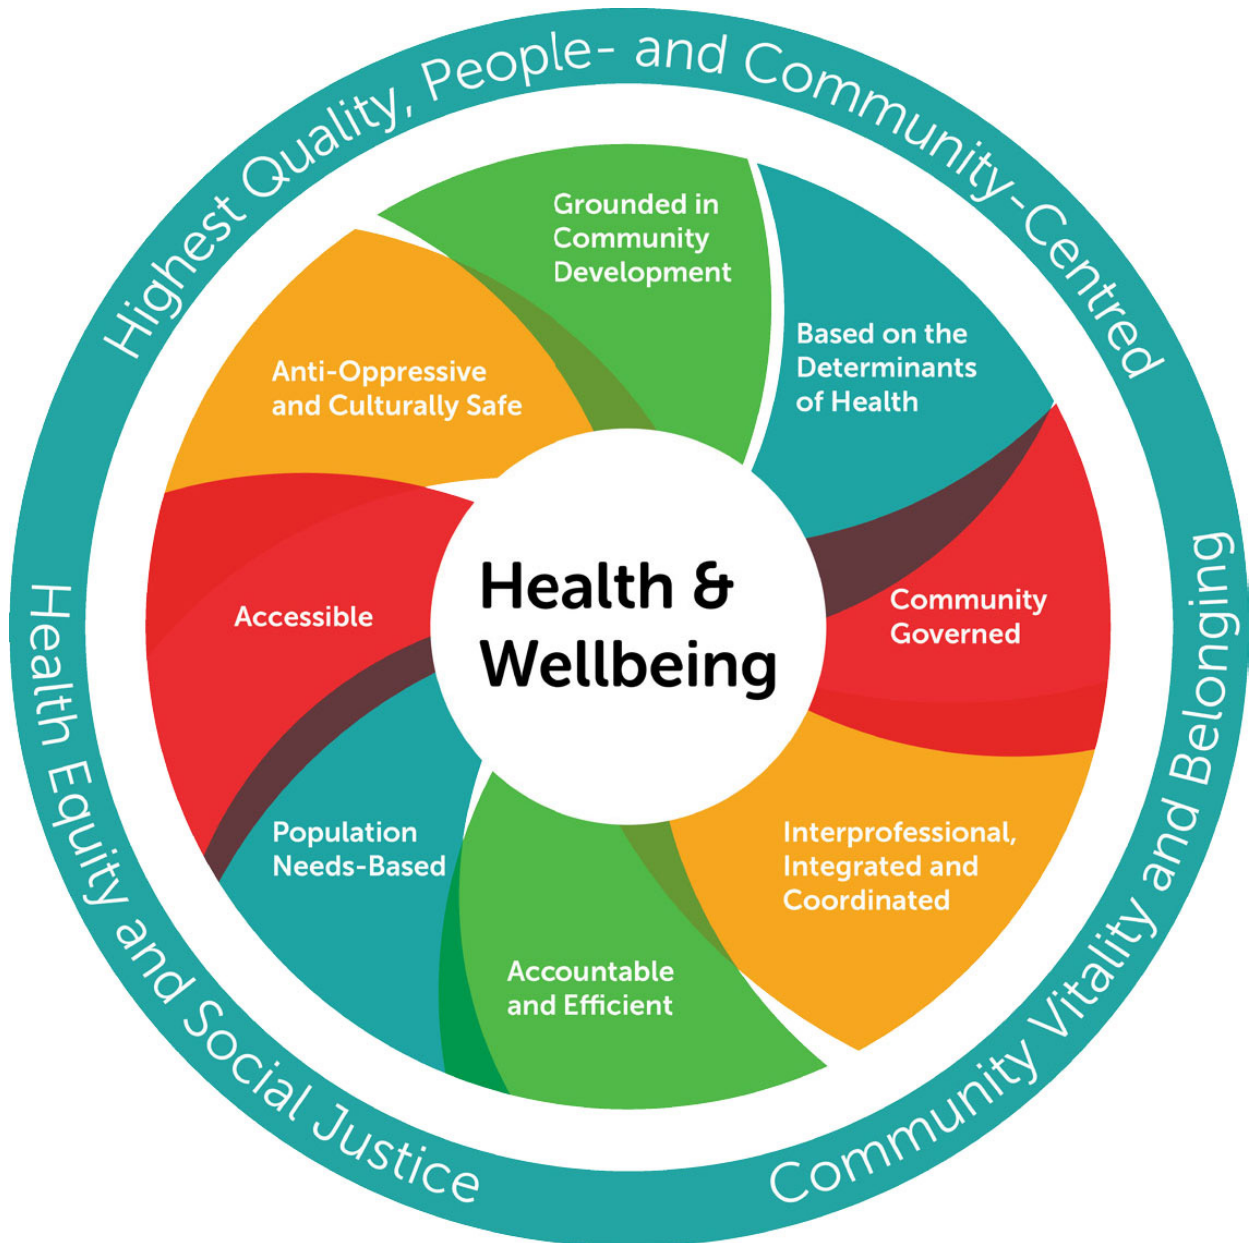 Highest Quality, People- and Community-Centred
Grounded in
Community
Development
Based on the
Determinants
of Health
Anti-Oppressive
and Culturally Safe
Health &
Wellbeing
Accessible
Community
Governed
Population
Needs-Based
Interprofessional,
Integrated and
Coordinated
Accountable
and Efficient
Health Equity and Social Justice
Community Vitality and Belonging